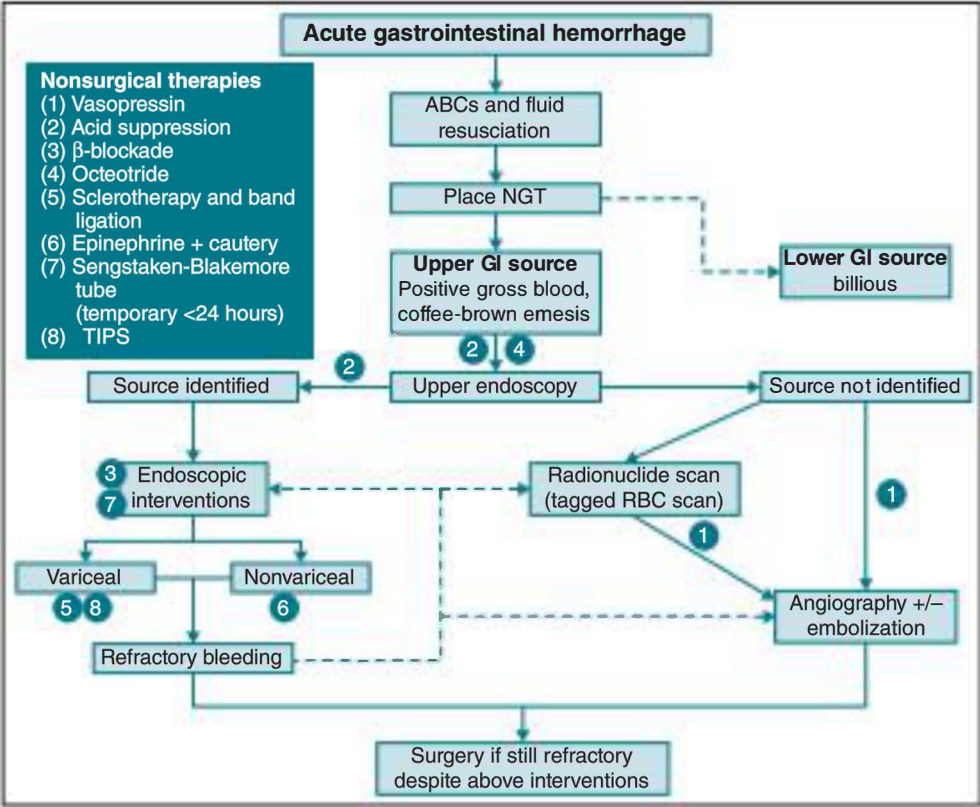 Acute gastrointestinal hemorrhage
Nonsurgical therapies
(1) Vasopressin
(2) Acid suppression
(3) β-blockade
(4) Octeotride
(5) Sclerotherapy and band
ligation
(6) Epinephrine + cautery
(7) Sengstaken-Blakemore
tube
(temporary <24 hours)
(8) TIPS
ABCs and fluid
resusciation
Place NGT
Upper GI source
Positive gross blood,
coffee-brown emesis
Lower GI source
billious
2 4
2
Source identified
Upper endoscopy
Source not identified
3
7
Endoscopic
interventions
Radionuclide scan
(tagged RBC scan)
1
1
Variceal
5 8
Nonvariceal
6
Angiography +/–
embolization
Refractory bleeding
Surgery if still refractory
despite above interventions